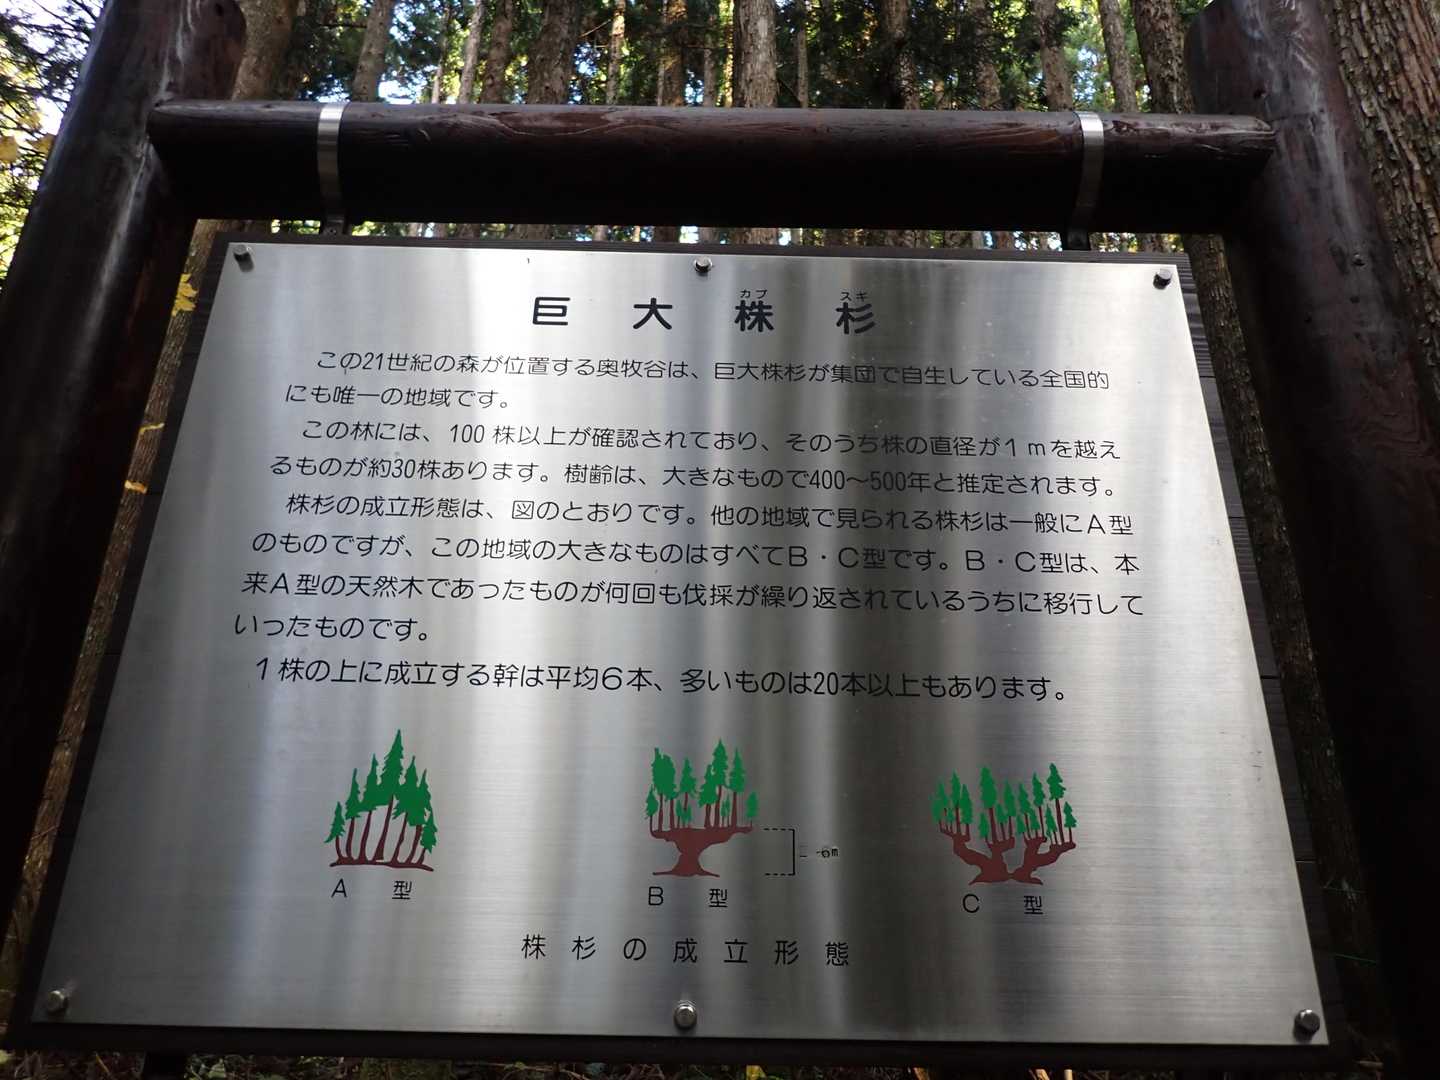 巨大株杉
カブ スギ
この21世紀の森が位置する奥牧谷は、巨大株杉が集団で自生している全国的
にも唯一の地域です。
この林には、100株以上が確認されており、そのうち株の直径が1mを越え
るものが約30株あります。樹齢は、大きなもので400〜500年と推定されます。
株杉の成立形態は、図のとおりです。他の地域で見られる株杉は一般にA型
のものですが、この地域の大きなものはすべてB・C型です。B・C型は、本
来A型の天然木であったものが何回も伐採が繰り返されているうちに移行して
いったものです。
1株の上に成立する幹は平均6本、多いものは20本以上もあります。
A型
B型
C型
株杉の成立形態